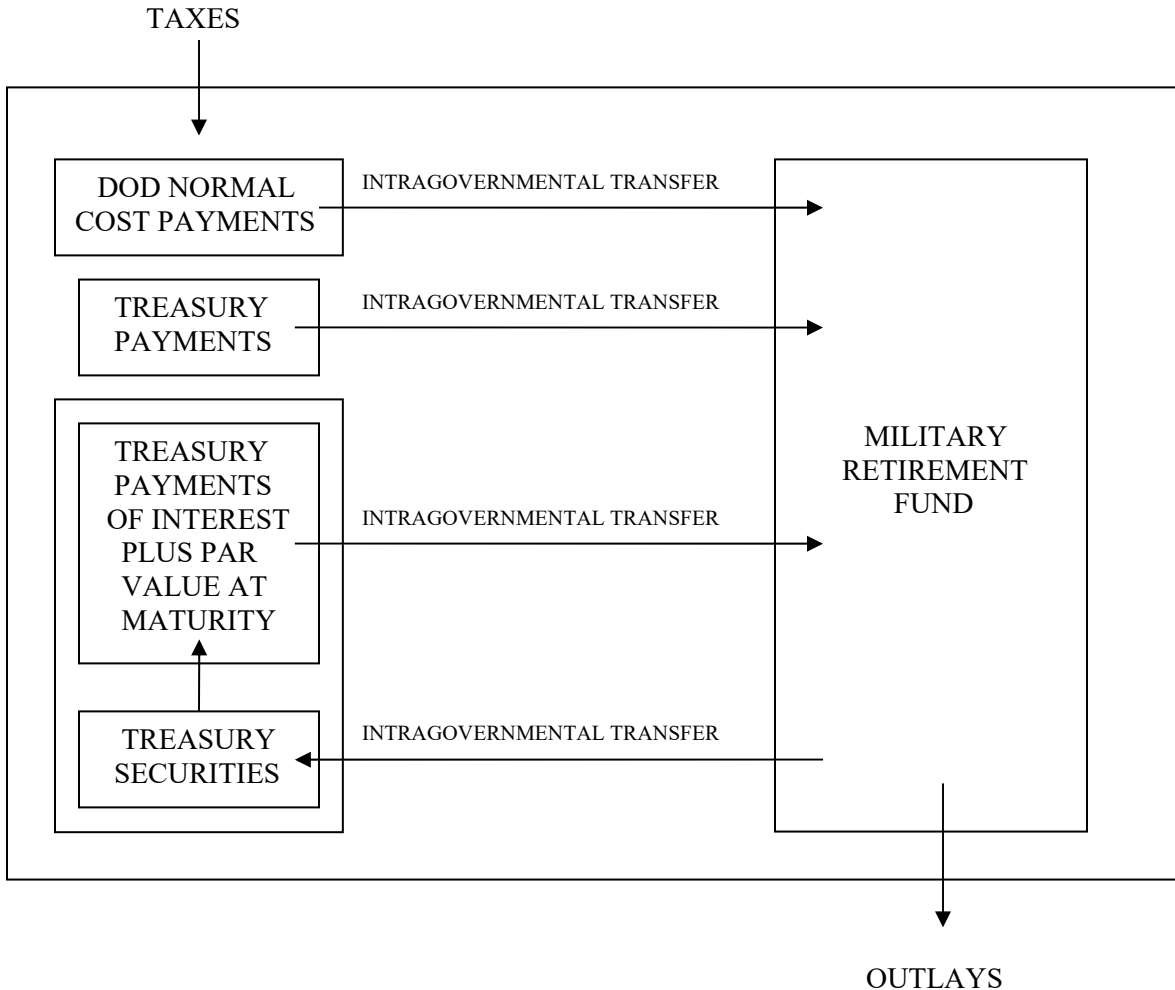 TAXES
DOD NORMAL
COST PAYMENTS
INTRAGOVERNMENTAL TRANSFER
TREASURY
PAYMENTS
INTRAGOVERNMENTAL TRANSFER
TREASURY
PAYMENTS
OF INTEREST
PLUS PAR
VALUE AT
MATURITY
INTRAGOVERNMENTAL TRANSFER
MILITARY
RETIREMENT
FUND
TREASURY
SECURITIES
INTRAGOVERNMENTAL TRANSFER
OUTLAYS